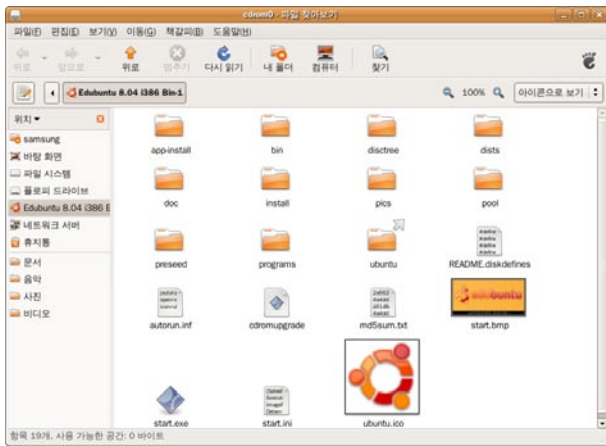 cdrom0 - 파일 찾아보기
파일(F) 편집(E) 보기(V) 이동(G) 책갈피(B) 도움말(H)
뒤로 앞으로 위로 멈추기 다시 읽기 내 폴더 컴퓨터 찾기
Edubuntu 8.04 i386 Bin-1 100% 아이콘으로 보기
위치
samsung
바탕 화면
파일 시스템
플로피 드라이브
Edubuntu 8.04 i386 B
네트워크 서버
휴지통
문서
음악
사진
비디오
app-install bin disctree dists
doc install pics pool
preseed programs ubuntu README.diskdefines
autorun.inf cdromupgrade md5sum.txt start.bmp
edubuntu
start.exe start.ini ubuntu.ico
항목 19개, 사용 가능한 공간: 0 바이트